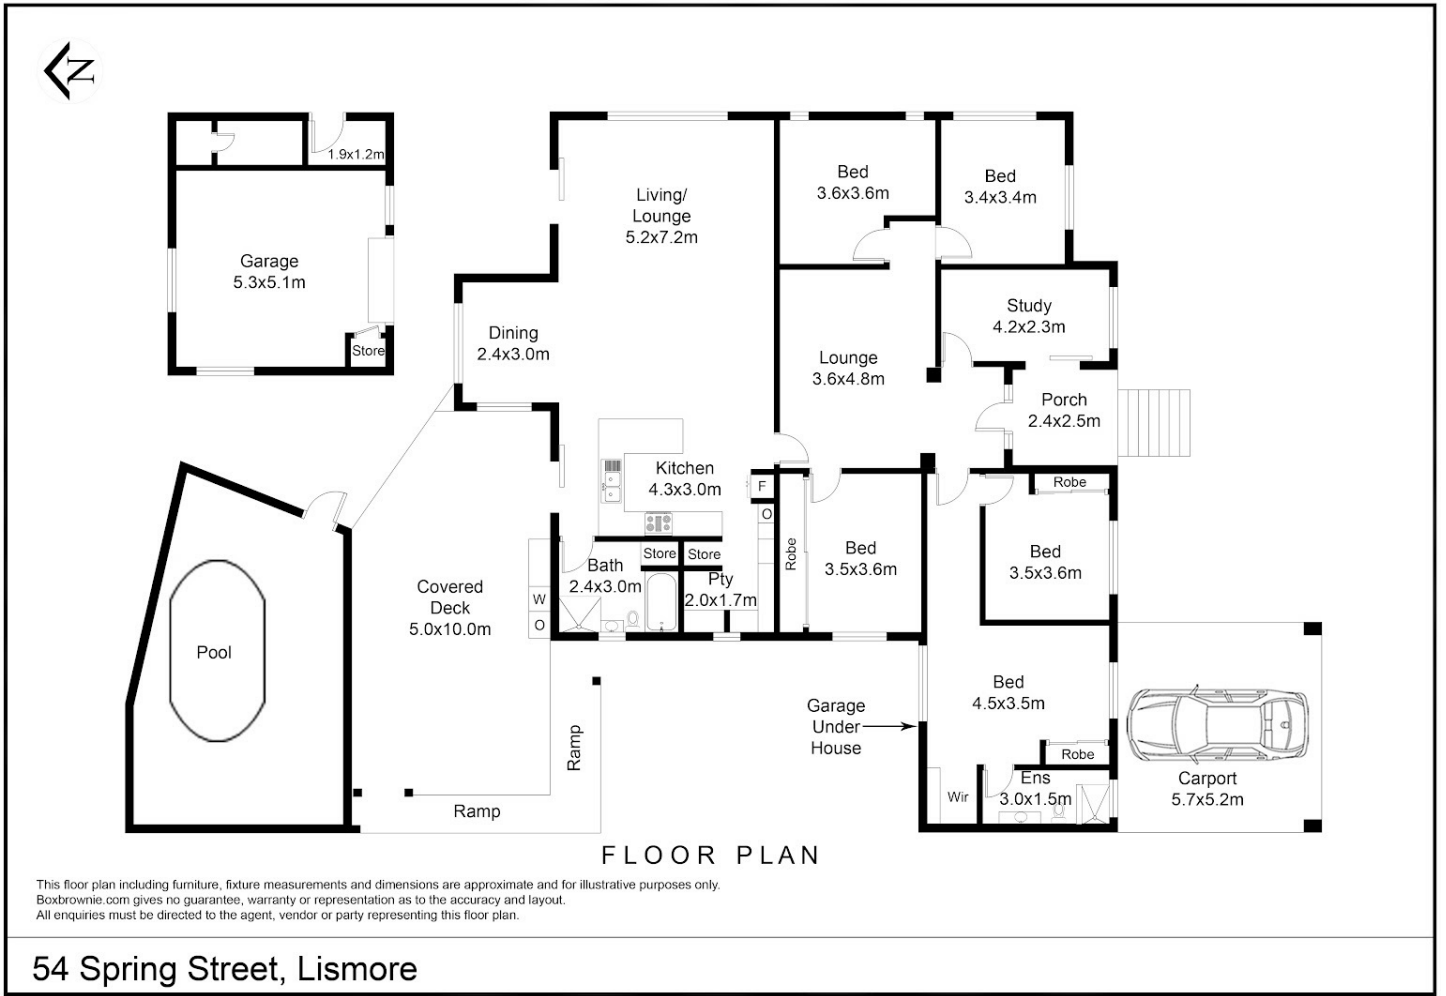 N
1.9x1.2m
Garage
5.3x5.1m
Store
Living/
Lounge
5.2x7.2m
Dining
2.4x3.0m
Bed
3.6x3.6m
Bed
3.4x3.4m
Study
4.2x2.3m
Lounge
3.6x4.8m
Porch
2.4x2.5m
Kitchen
4.3x3.0m
F
O
Robe
Store
Store
Bath
2.4x3.0m
Pty
2.0x1.7m
Robe
Bed
3.5x3.6m
Bed
3.5x3.6m
Covered
Deck
5.0x10.0m
W
O
Pool
Ramp
Ramp
Garage
Under
House
Bed
4.5x3.5m
Robe
Wir
Ens
3.0x1.5m
Carport
5.7x5.2m
FLOOR PLAN
This floor plan including furniture, fixture measurements and dimensions are approximate and for illustrative purposes only.
Boxbrownie.com gives no guarantee, warranty or representation as to the accuracy and layout.
All enquiries must be directed to the agent, vendor or party representing this floor plan.
54 Spring Street, Lismore